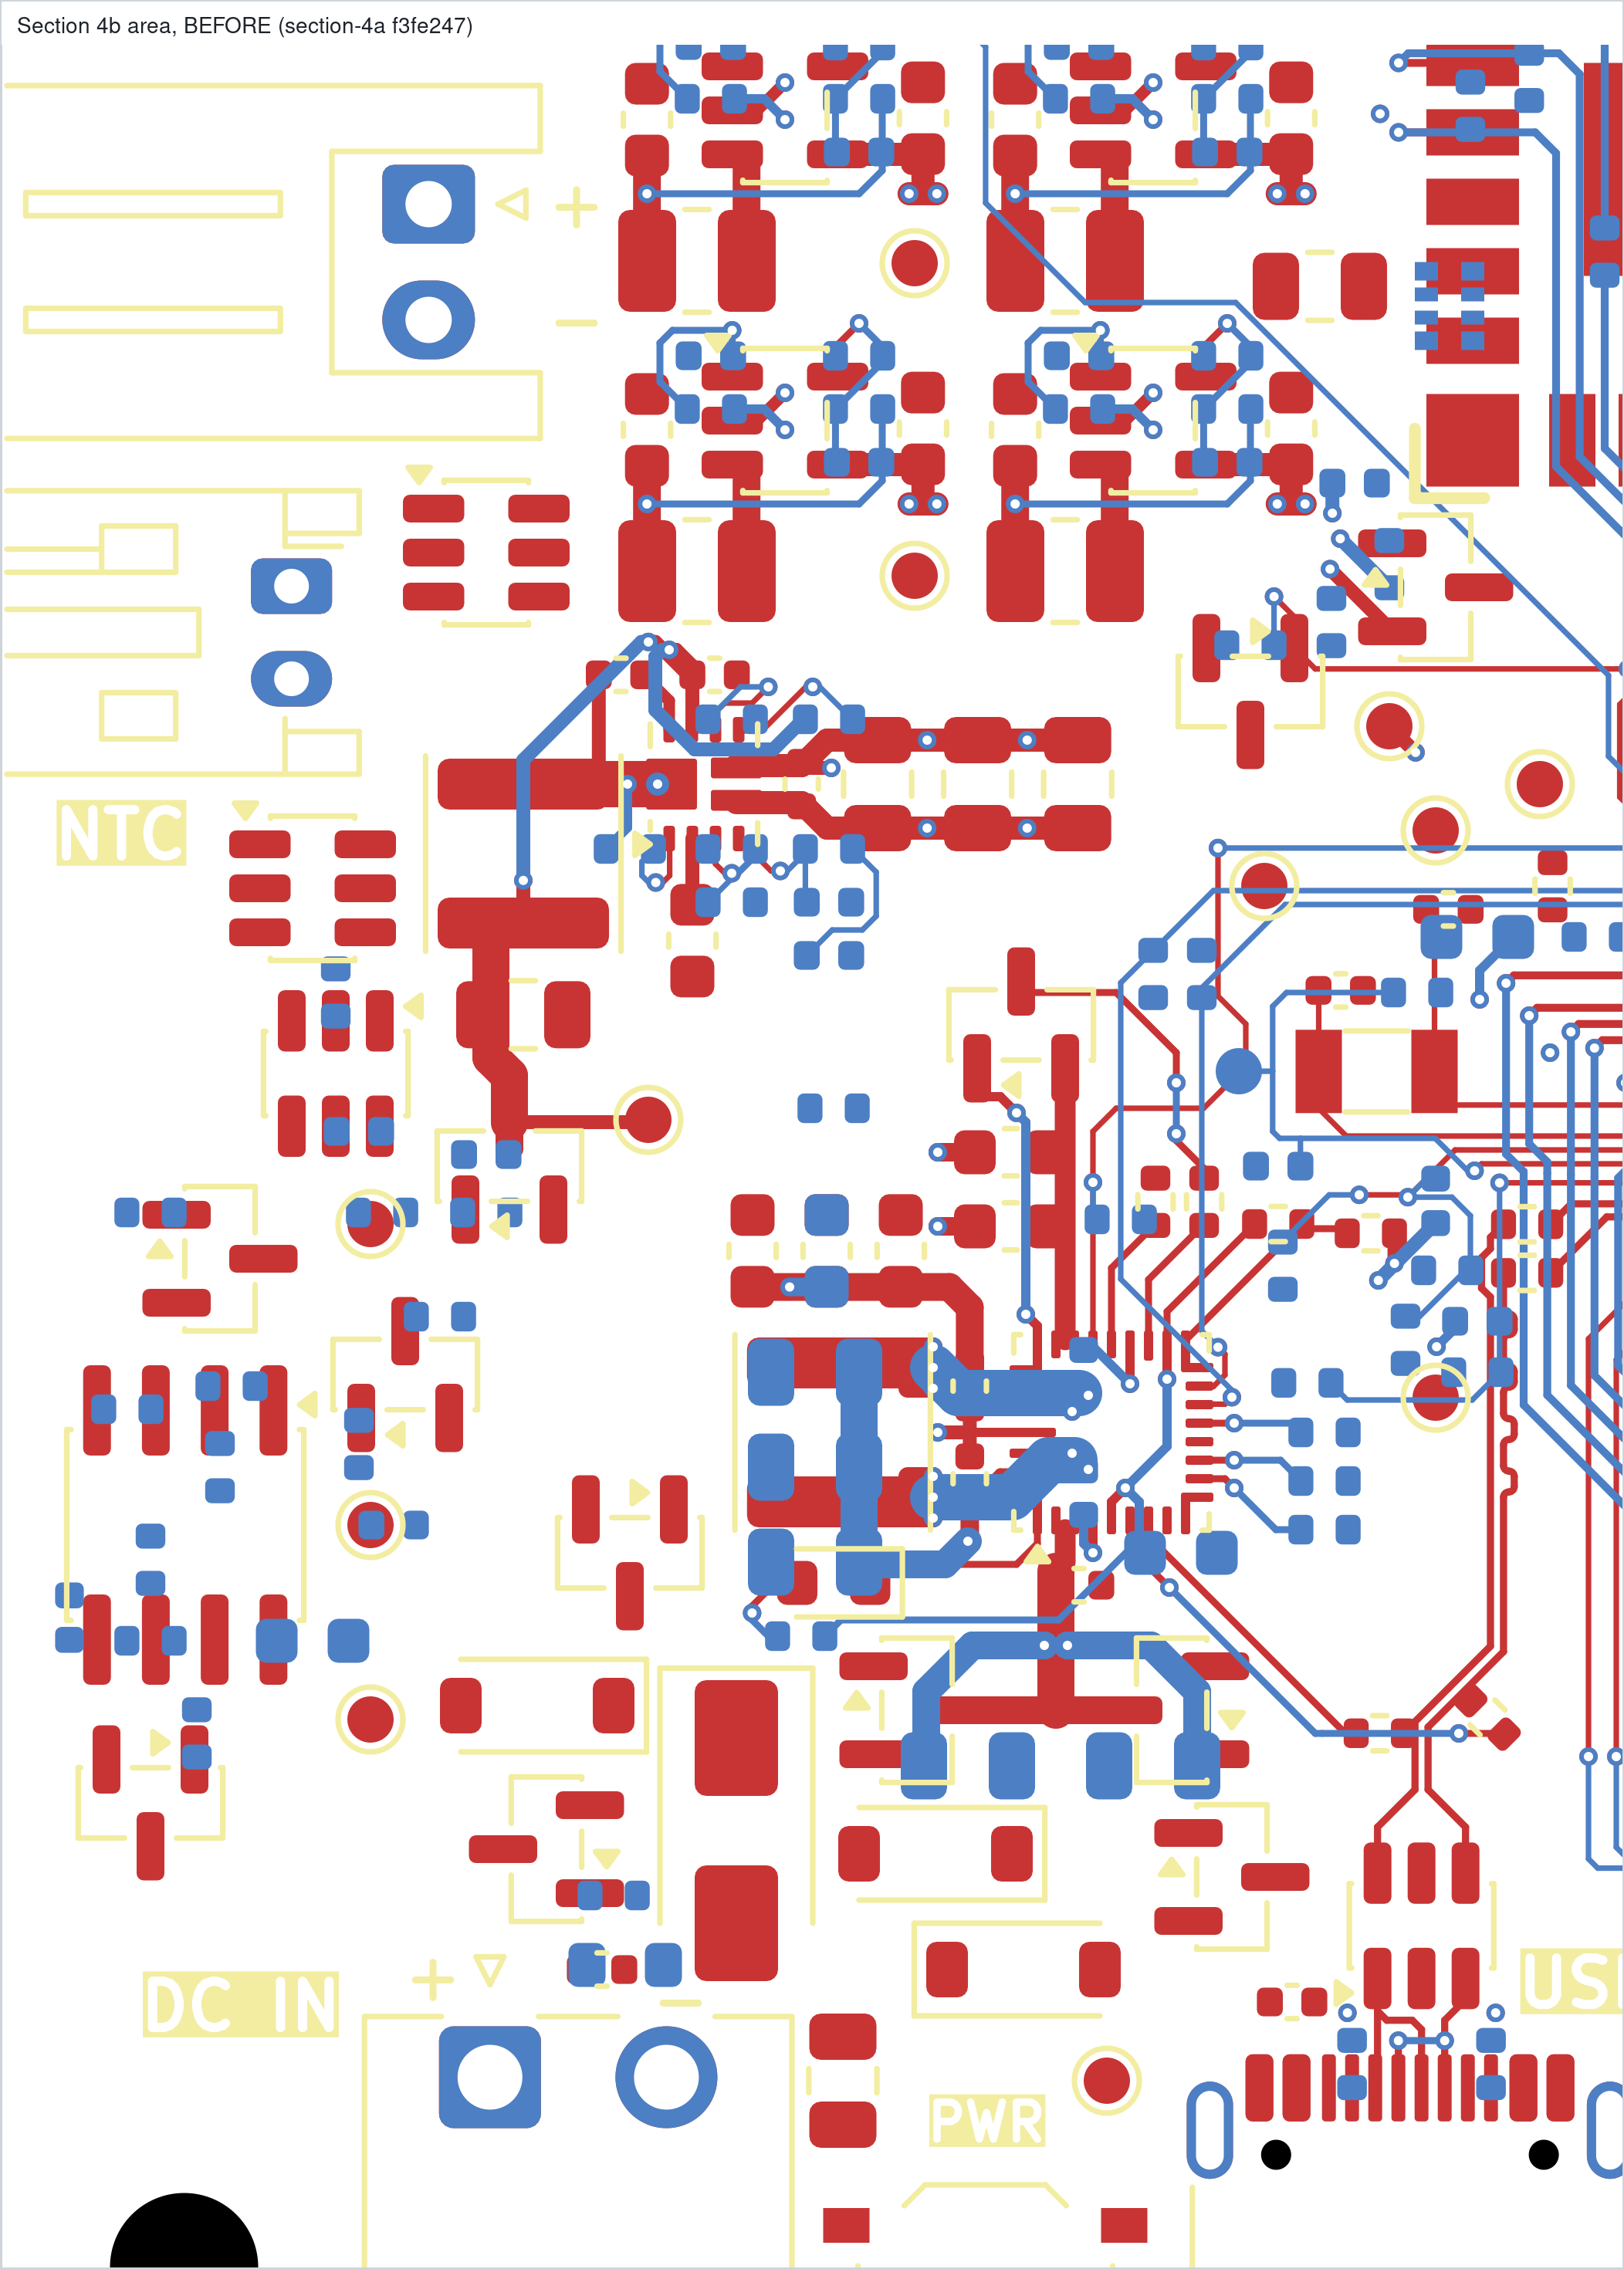 Section 4b area, BEFORE (section-4a f3fe247)
+
−
NTC
DC IN
+
−
PWR